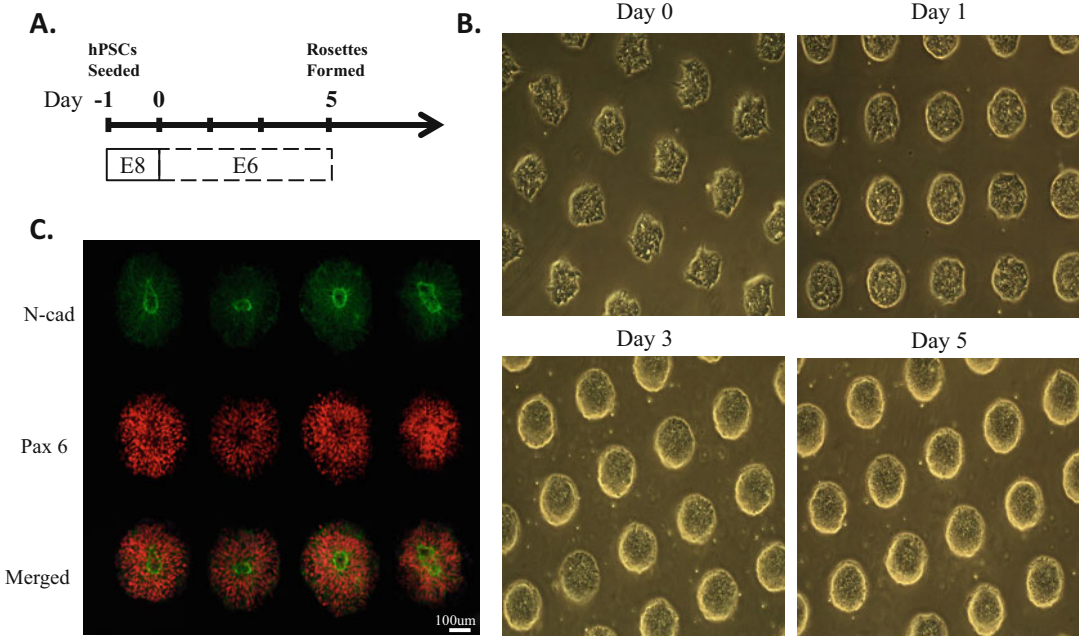 A.
hPSCs
Seeded
Rosettes
Formed
Day -1 0 5
E8 E6
B.
Day 0
Day 1
Day 3
Day 5
C.
N-cad
Pax 6
Merged
100um